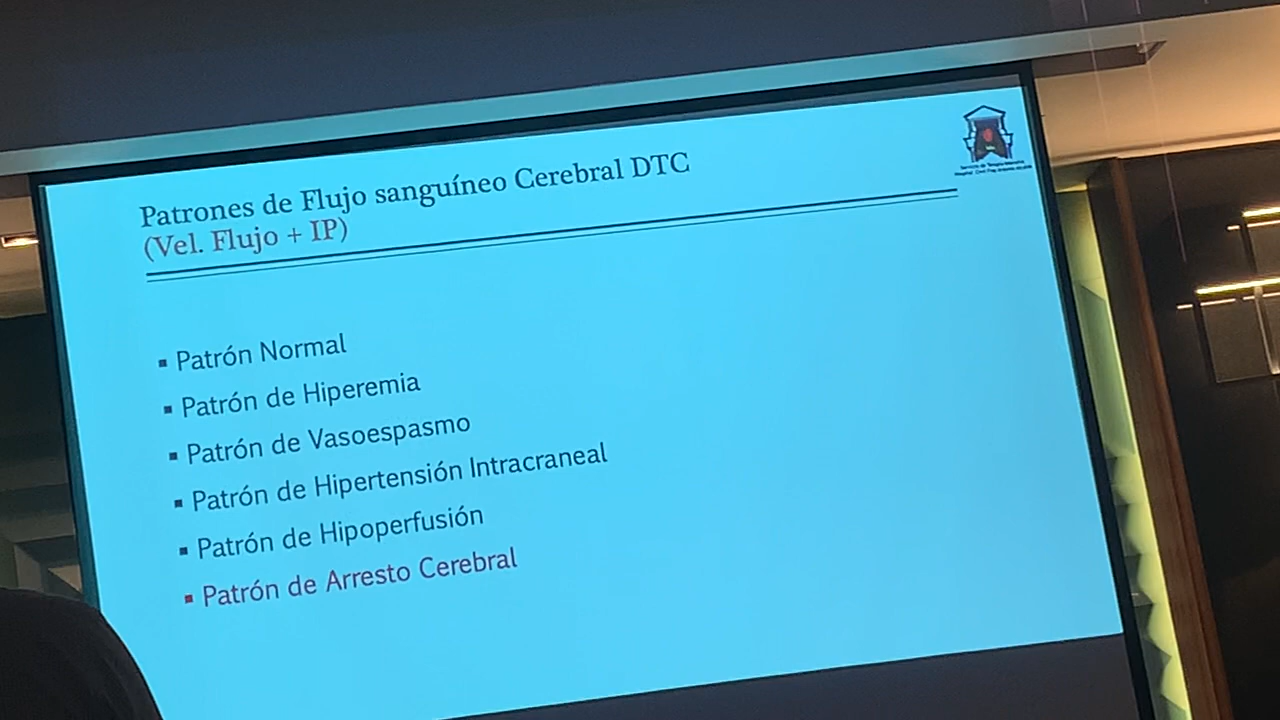 Patrones de Flujo sanguíneo Cerebral DTC
(Vel. Flujo + IP)
▪ Patrón Normal
▪ Patrón de Hiperemia
▪ Patrón de Vasoespasmo
▪ Patrón de Hipertensión Intracraneal
▪ Patrón de Hipoperfusión
▪ Patrón de Arresto Cerebral